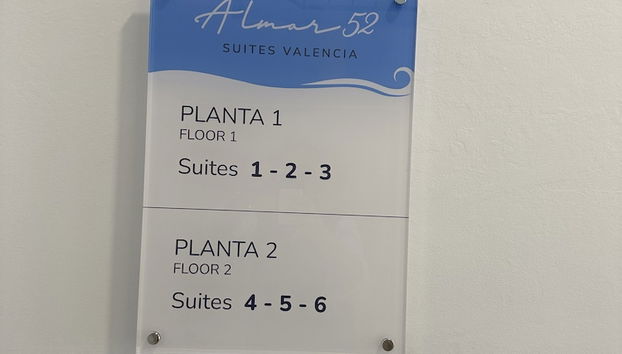 Almar 52
SUITES VALENCIA
PLANTA 1
FLOOR 1
Suites 1 - 2 - 3
PLANTA 2
FLOOR 2
Suites 4 - 5 - 6